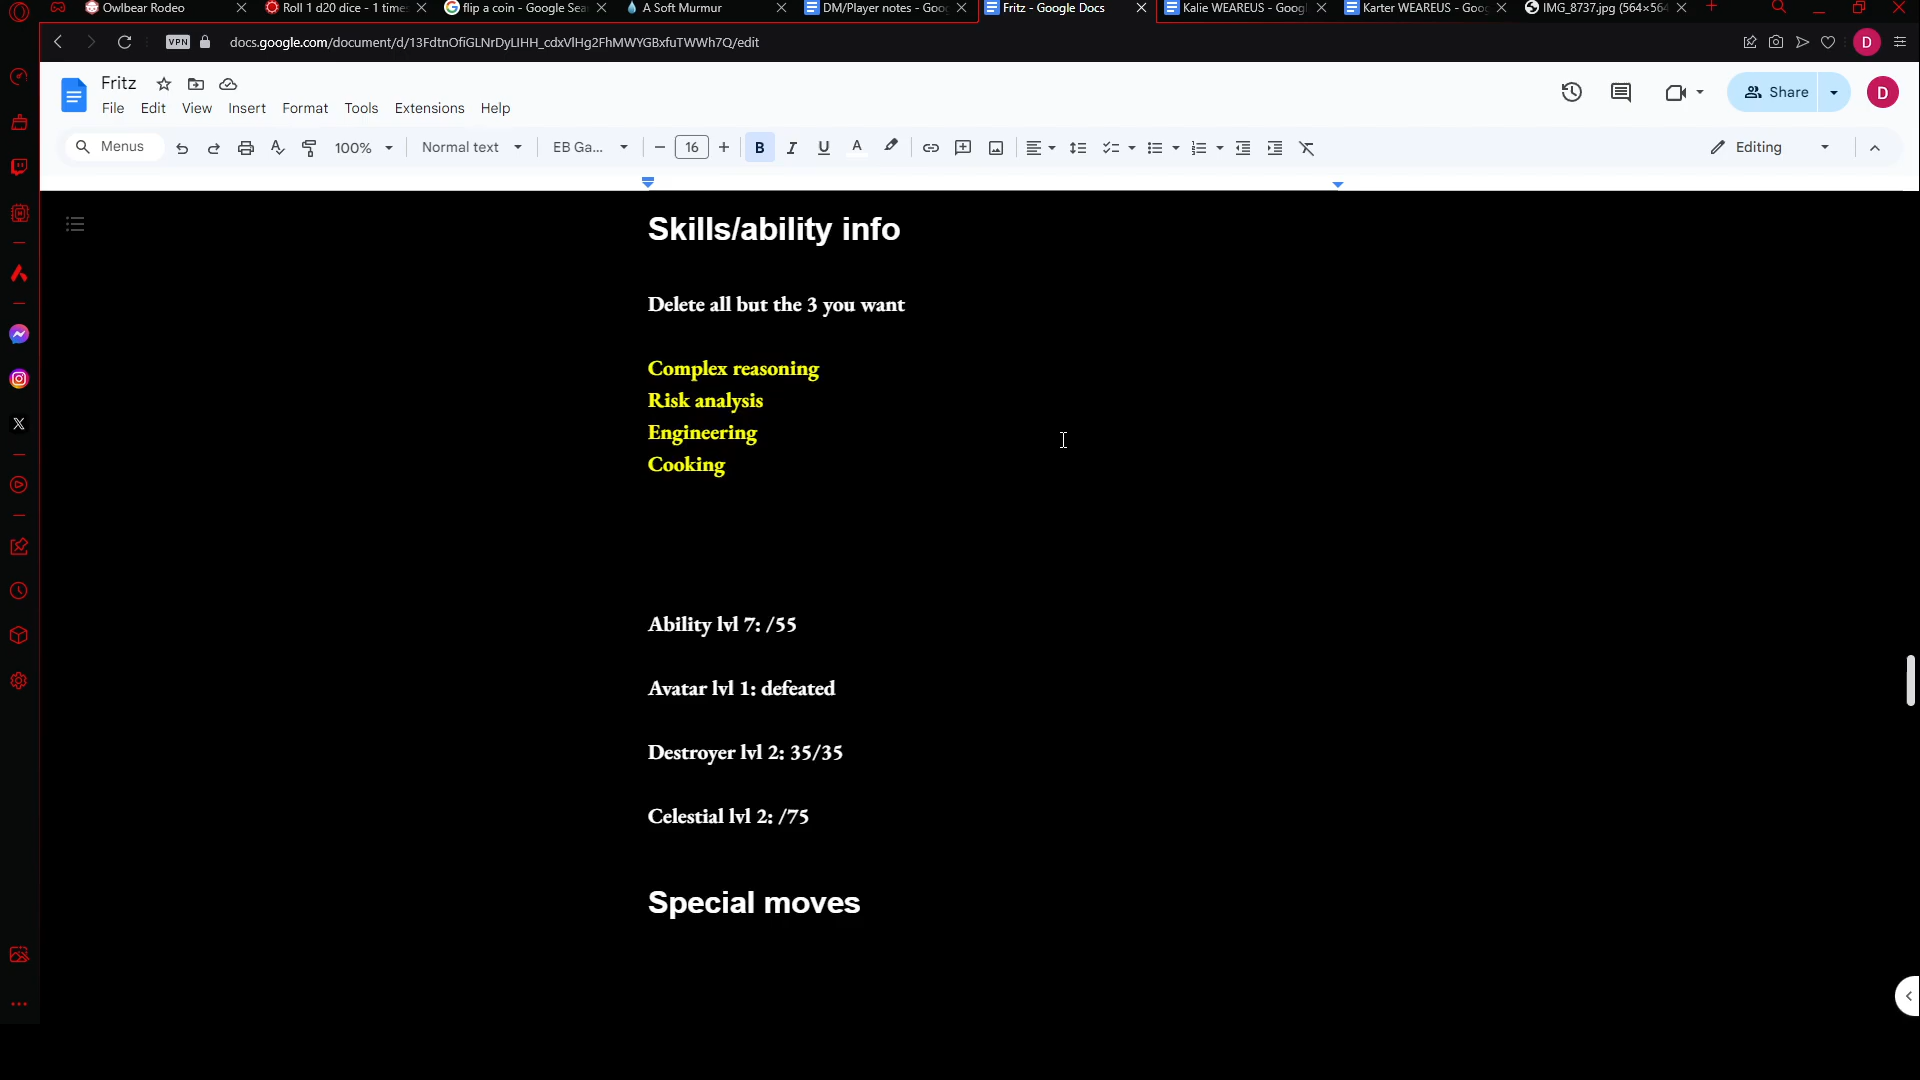 Owlbear Rodeo
Roll 1 d20 dice - 1 time
flip a coin - Google Sea
A Soft Murmur
DM/Player notes - Goo
Fritz - Google Docs
Kalie WEAREUS - Googl
Karter WEAREUS - Goog
IMG_8737.jpg (564×564
VPN
docs.google.com/document/d/13FdtnOfiGLNrDyLIHH_cdxVlHg2FhMWYGBxfuTWWh7Q/edit
D
Fritz
File Edit View Insert Format Tools Extensions Help
Share
D
Menus
100%
Normal text
EB Ga...
16
B
Editing
Skills/ability info
Delete all but the 3 you want
Complex reasoning
Risk analysis
Engineering
Cooking
Ability lvl 7: /55
Avatar lvl 1: defeated
Destroyer lvl 2: 35/35
Celestial lvl 2: /75
Special moves